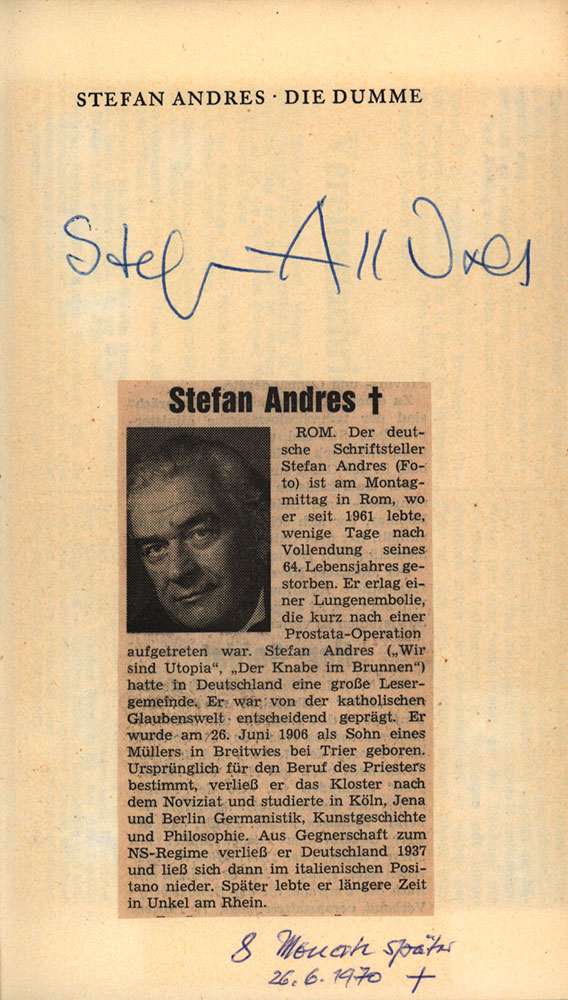 STEFAN ANDRES · DIE DUMME
Stefan Andres
Stefan Andres †
ROM. Der deut-
sche Schriftsteller
Stefan Andres (Fo-
to) ist am Montag-
mittag in Rom, wo
er seit 1961 lebte,
wenige Tage nach
Vollendung seines
64. Lebensjahres ge-
storben. Er erlag ei-
ner Lungenembolie,
die kurz nach einer
Prostata-Operation
aufgetreten war. Stefan Andres („Wir
sind Utopia“, „Der Knabe im Brunnen“)
hatte in Deutschland eine große Leser-
gemeinde. Er war von der katholischen
Glaubenswelt entscheidend geprägt. Er
wurde am 26. Juni 1906 als Sohn eines
Müllers in Breitwies bei Trier geboren.
Ursprünglich für den Beruf des Priesters
bestimmt, verließ er das Kloster nach
dem Noviziat und studierte in Köln, Jena
und Berlin Germanistik, Kunstgeschichte
und Philosophie. Aus Gegnerschaft zum
NS-Regime verließ er Deutschland 1937
und ließ sich dann im italienischen Posi-
tano nieder. Später lebte er längere Zeit
in Unkel am Rhein.
8 Monate später
26.6.1970 †